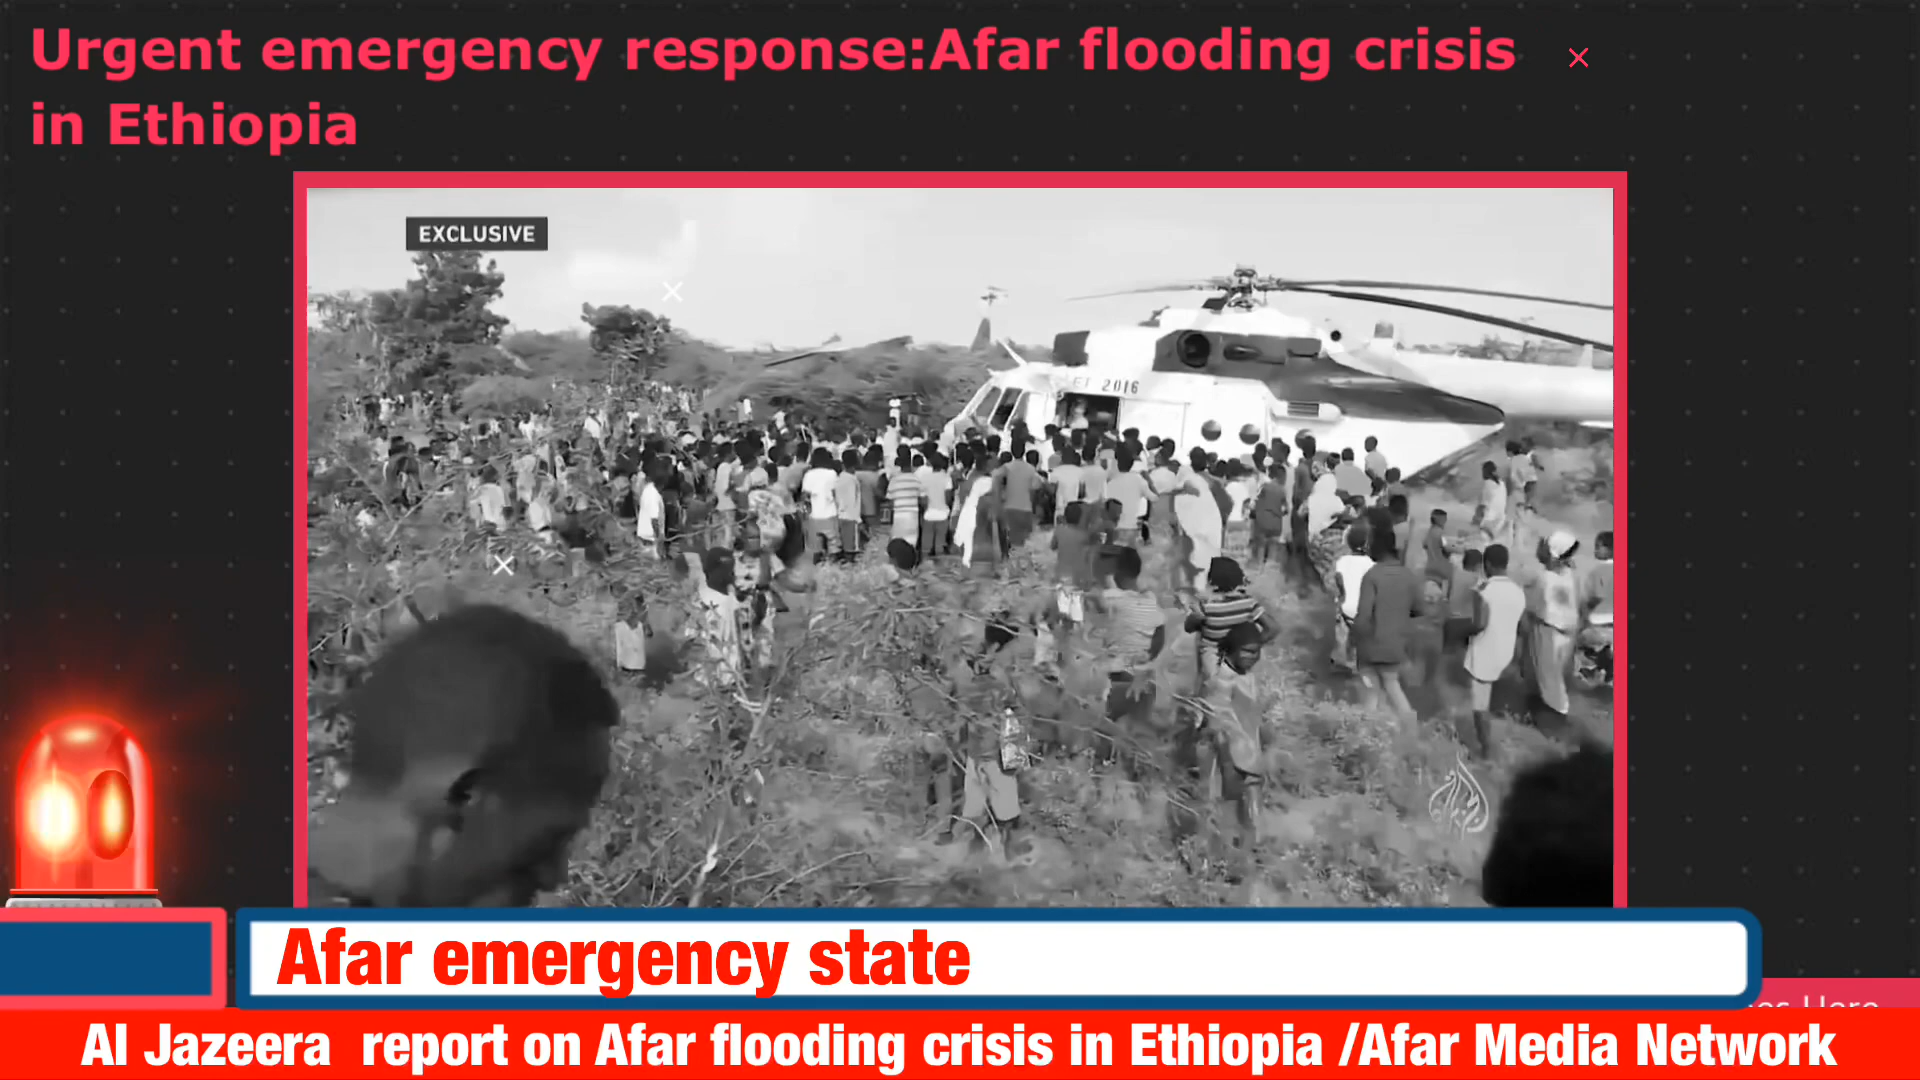 Urgent emergency response:Afar flooding crisis
in Ethiopia
EXCLUSIVE
2016
Afar emergency state
Here
Al Jazeera report on Afar flooding crisis in Ethiopia /Afar Media Network